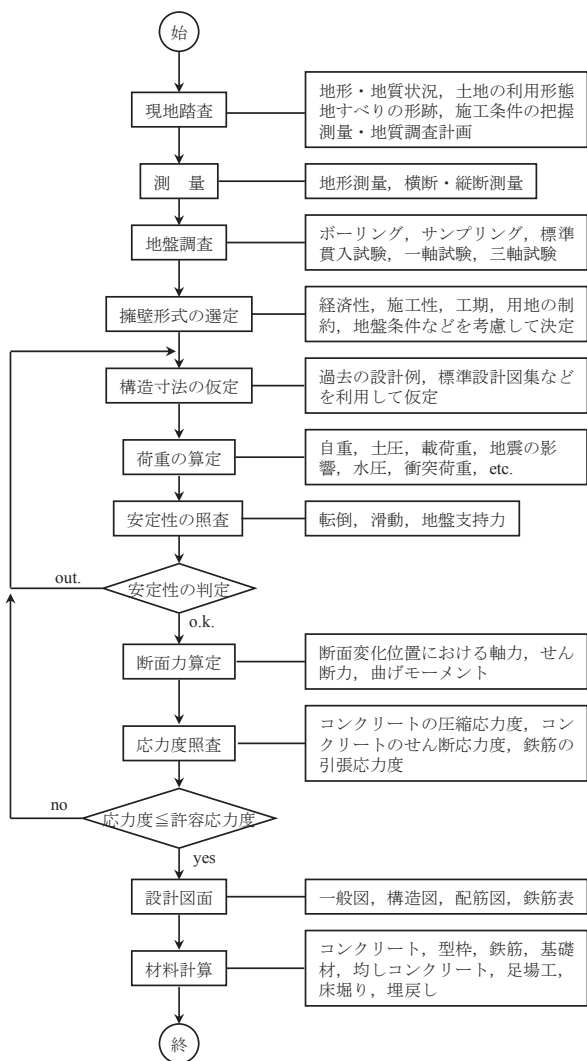 始
現地踏査
地形・地質状況，土地の利用形態
地すべりの形跡，施工条件の把握
測量・地質調査計画
測　量
地形測量，横断・縦断測量
地盤調査
ボーリング，サンプリング，標準
貫入試験，一軸試験，三軸試験
擁壁形式の選定
経済性，施工性，工期，用地の制
約，地盤条件などを考慮して決定
構造寸法の仮定
過去の設計例，標準設計図集など
を利用して仮定
荷重の算定
自重，土圧，載荷重，地震の影
響，水圧，衝突荷重，etc.
安定性の照査
転倒，滑動，地盤支持力
out.
安定性の判定
o.k.
断面力算定
断面変化位置における軸力，せん
断力，曲げモーメント
応力度照査
コンクリートの圧縮応力度，コン
クリートのせん断応力度，鉄筋の
引張応力度
no
応力度≦許容応力度
yes
設計図面
一般図，構造図，配筋図，鉄筋表
材料計算
コンクリート，型枠，鉄筋，基礎
材，均しコンクリート，足場工，
床堀り，埋戻し
終